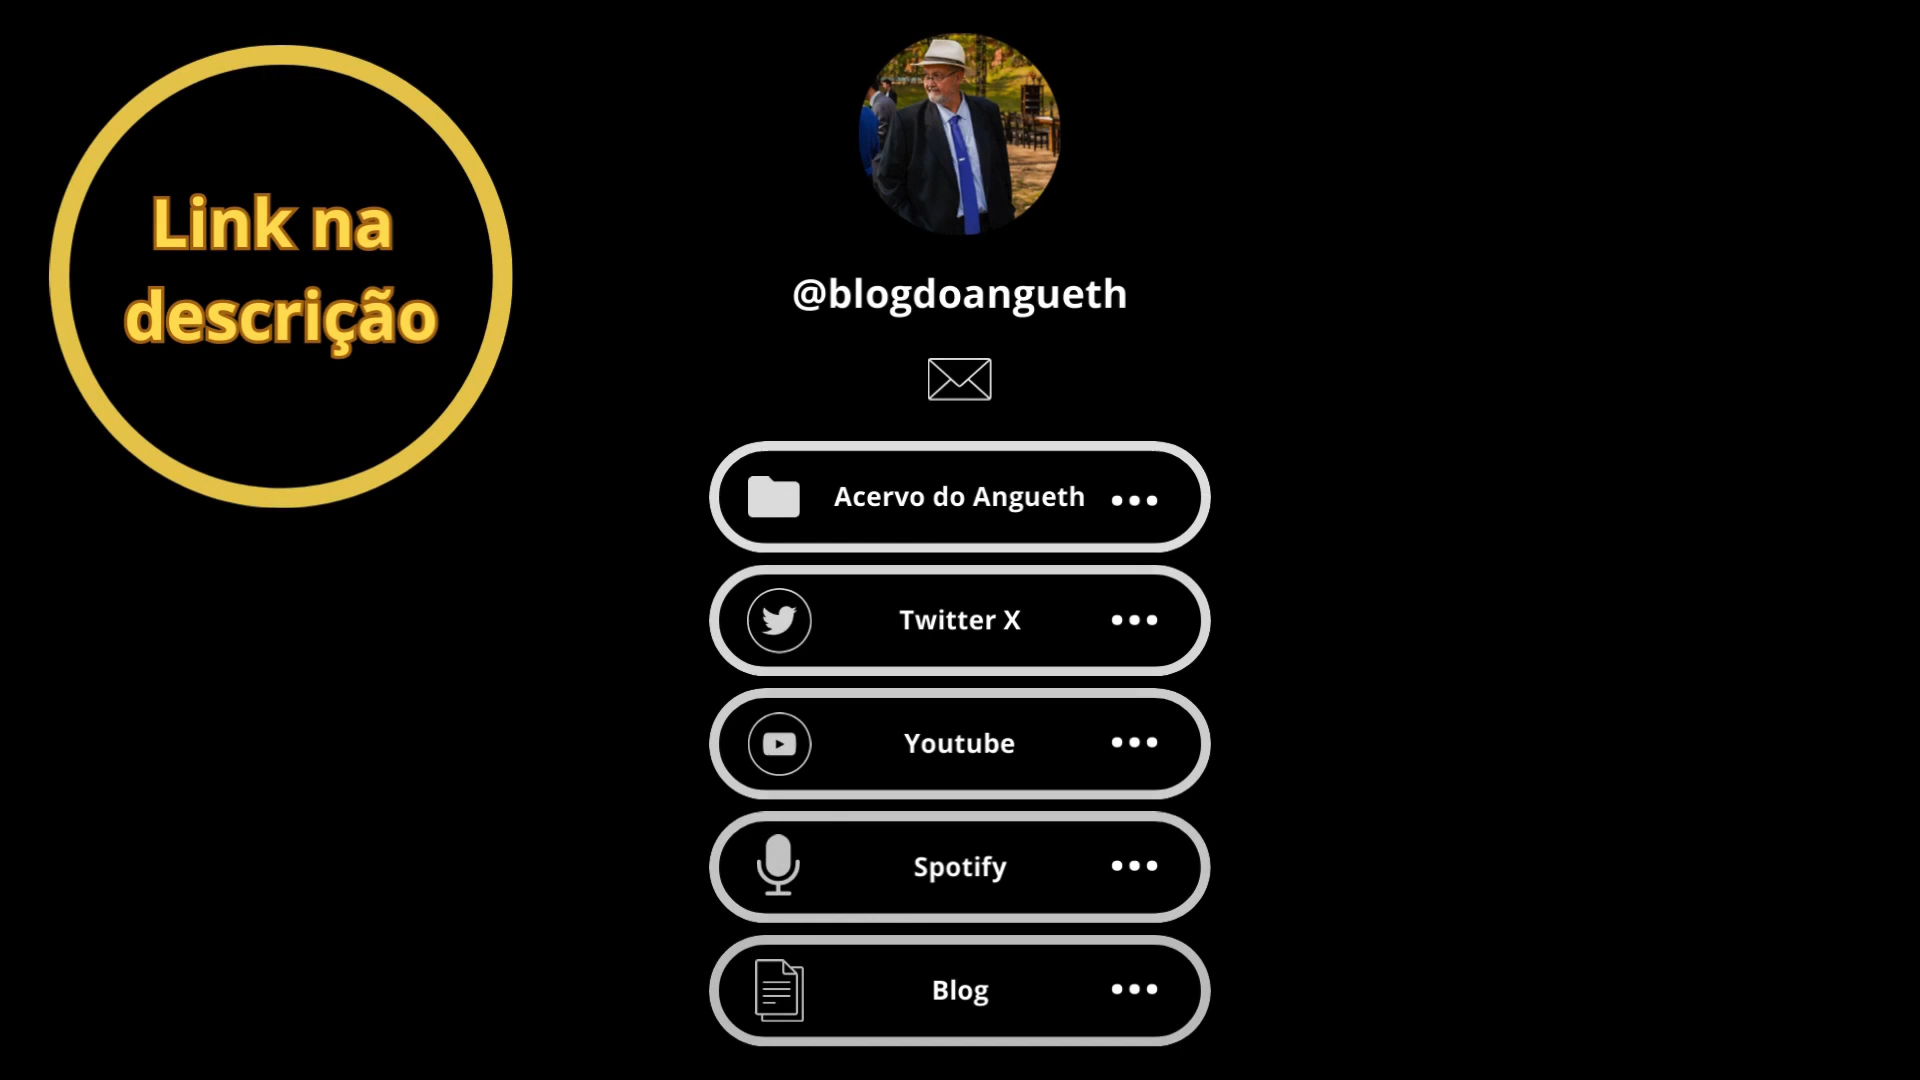 Link na
descrição
@blogdoangueth
Acervo do Angueth
Twitter X
Youtube
Spotify
Blog